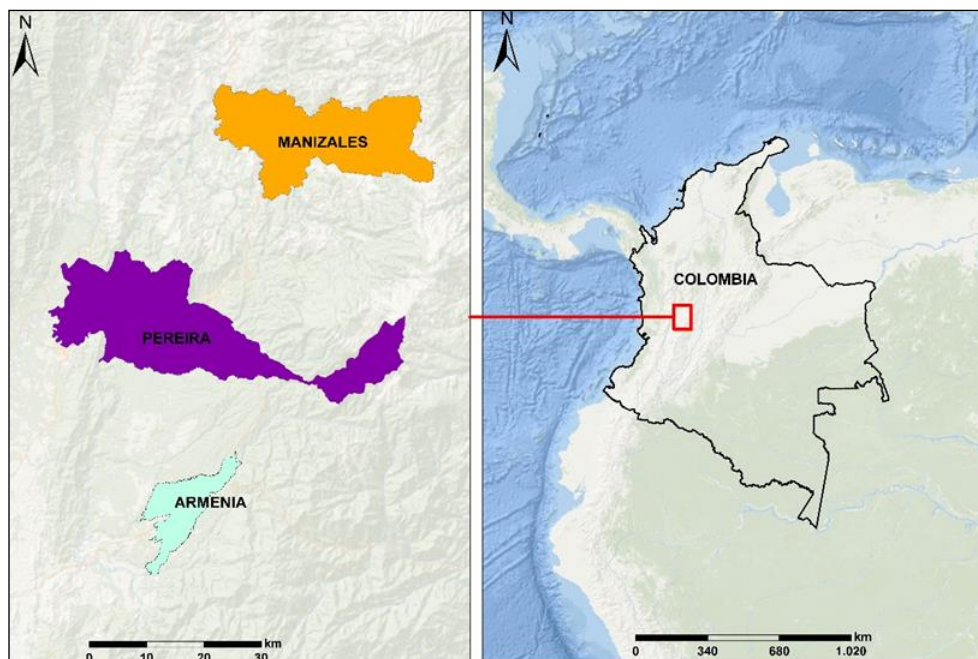 N
MANIZALES
PEREIRA
ARMENIA
km
0 10 20 30
N
COLOMBIA
km
0 340 680 1.020